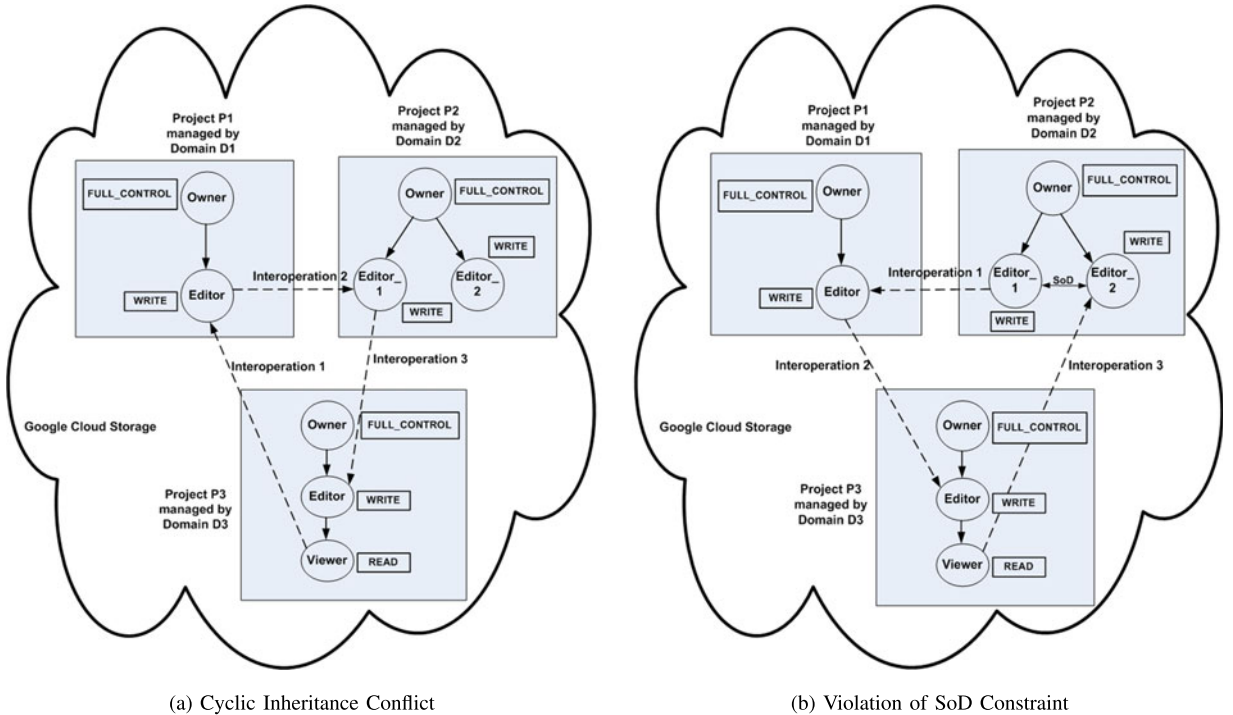 Project P1
managed by
Domain D1
Project P2
managed by
Domain D2
FULL_CONTROL
Owner
Owner
FULL_CONTROL
WRITE
Interoperation 2
Editor_
1
Editor_
2
Editor
WRITE
WRITE
Interoperation 1
Interoperation 3
Google Cloud Storage
Owner
FULL_CONTROL
Project P3
managed by
Domain D3
Editor
WRITE
Viewer
READ
(a) Cyclic Inheritance Conflict
Project P1
managed by
Domain D1
Project P2
managed by
Domain D2
FULL_CONTROL
Owner
Owner
FULL_CONTROL
WRITE
Interoperation 1
Editor_
1
SoD
Editor_
2
Editor
WRITE
WRITE
Interoperation 2
Interoperation 3
Google Cloud Storage
Owner
FULL_CONTROL
Project P3
managed by
Domain D3
Editor
WRITE
Viewer
READ
(b) Violation of SoD Constraint